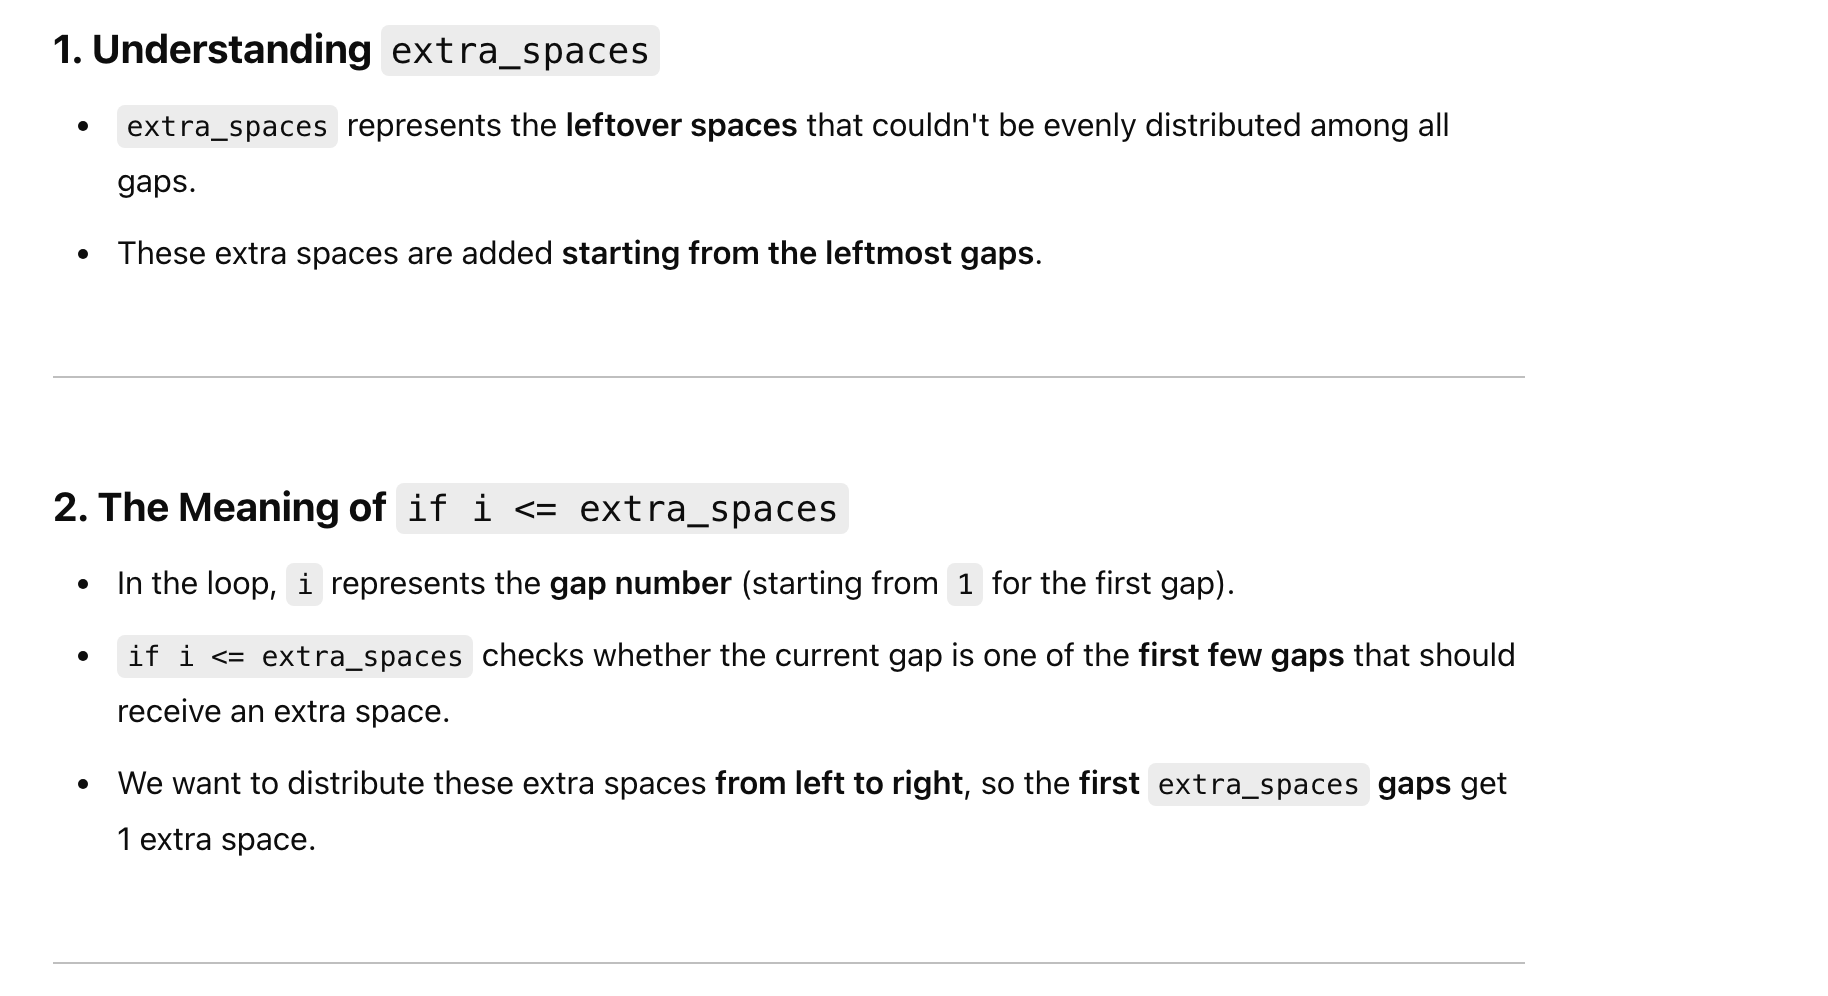 1. Understanding extra_spaces
• extra_spaces represents the leftover spaces that couldn't be evenly distributed among all
gaps.
• These extra spaces are added starting from the leftmost gaps.
2. The Meaning of if i <= extra_spaces
• In the loop, i represents the gap number (starting from 1 for the first gap).
• if i <= extra_spaces checks whether the current gap is one of the first few gaps that should
receive an extra space.
• We want to distribute these extra spaces from left to right, so the first extra_spaces gaps get
1 extra space.